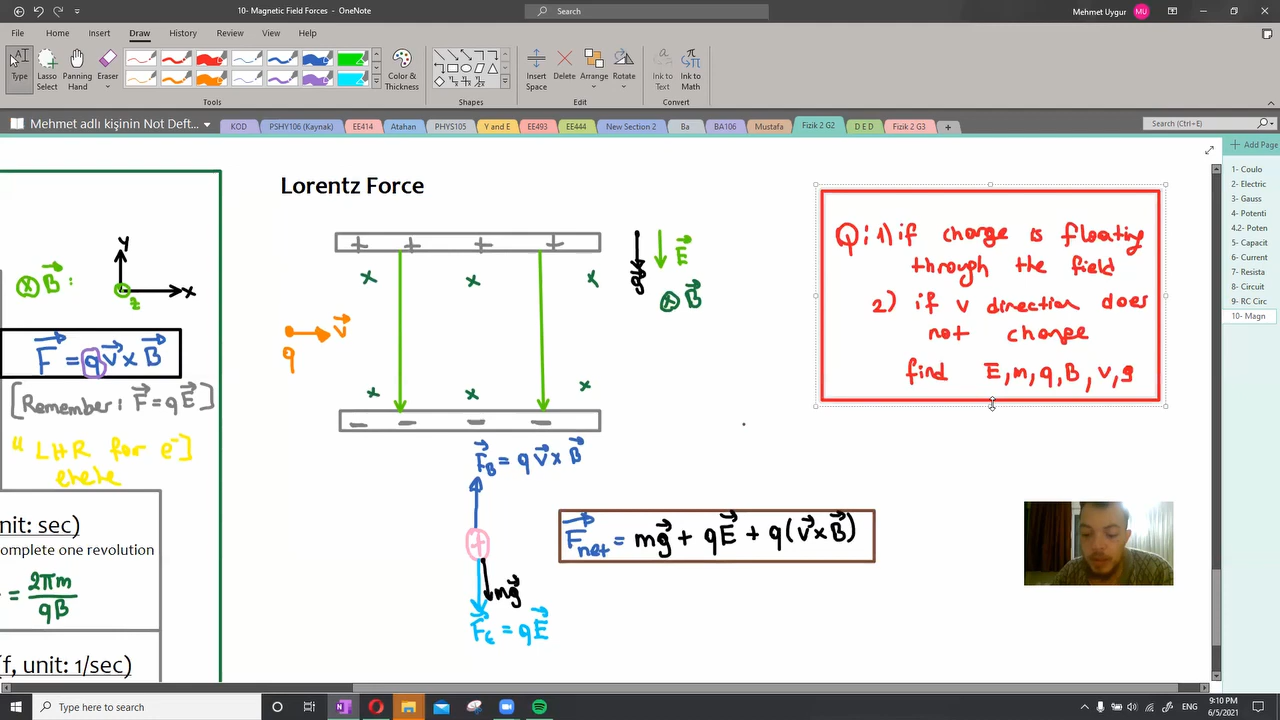 10- Magnetic Field Forces - OneNote
Search
Mehmet Uygur
MU
File Home Insert Draw History Review View Help
Type
Lasso Select
Panning Hand
Eraser
Color & Thickness
Insert Space
Delete
Arrange
Rotate
Ink to Text
Ink to Math
Tools
Shapes
Edit
Convert
Mehmet adlı kişinin Not Deft...
KOD PSHY106 (Kaynak) EE414 Atahan PHYS105 Y and E EE493 EE444 New Section 2 Ba BA106 Mustafa Fizik 2 G2 D E D Fizik 2 G3 +
Search (Ctrl+E)
Add Page
1- Coulo
2- Electric
3- Gauss
4- Potenti
4.2- Poten
5- Capacit
6- Current
7- Resista
8- Circuit
9- RC Circ
10- Magn
B :
y
x
z
F = qv x B
[Remember: F = qE]
" LHR for e⁻]
nit: sec)
complete one revolution
= 2πm
qB
f, unit: 1/sec)
Lorentz Force
+ + + +
x x x
g
E
x B
v
q
x x x
- - - -
F_B = qv x B
+
mg
F_E = qE
F_net = mg + qE + q(v x B)
Q: 1) if charge is floating
through the field
2) if v direction does
not change
find E, m, q, B, v, g
Type here to search
9:10 PM
6/5/2021